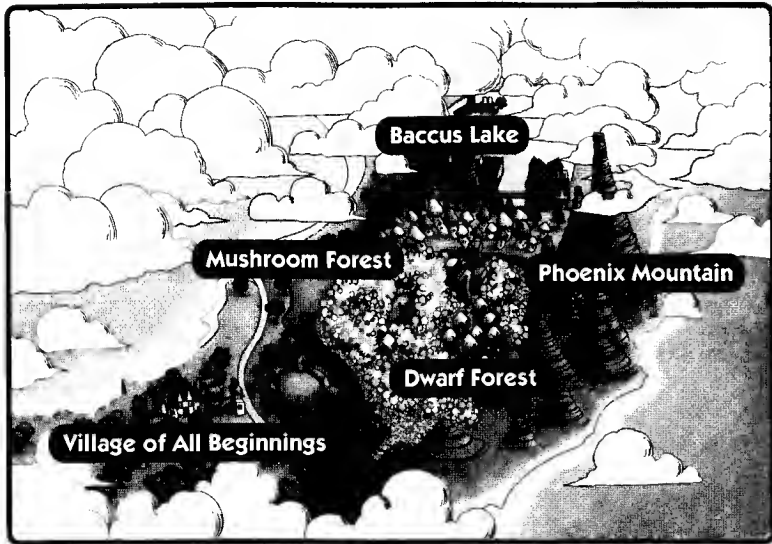 Baccus Lake
Mushroom Forest
Phoenix Mountain
Dwarf Forest
Village of All Beginnings